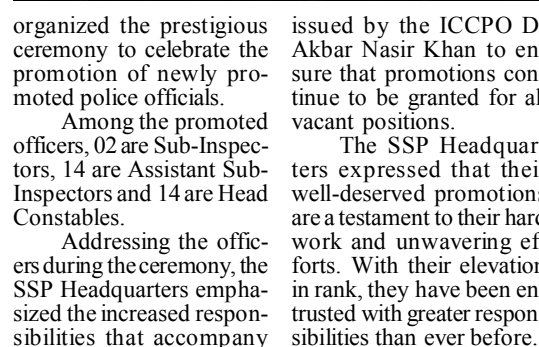 organized the prestigious
ceremony to celebrate the
promotion of newly pro-
moted police officials.
Among the promoted
officers, 02 are Sub-Inspec-
tors, 14 are Assistant Sub-
Inspectors and 14 are Head
Constables.
Addressing the offic-
ers during the ceremony, the
SSP Headquarters empha-
sized the increased respon-
sibilities that accompany
issued by the ICCPO D
Akbar Nasir Khan to en
sure that promotions con
tinue to be granted for al
vacant positions.
The SSP Headquar
ters expressed that thei
well-deserved promotions
are a testament to their hard
work and unwavering ef
forts. With their elevation
in rank, they have been en
trusted with greater respon
sibilities than ever before.